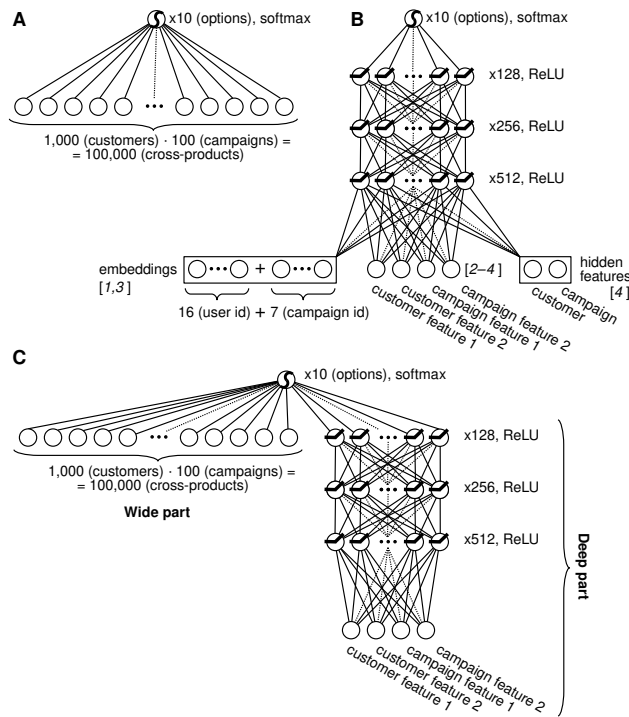 A
x10 (options), softmax
1,000 (customers) · 100 (campaigns) =
= 100,000 (cross-products)
B
x10 (options), softmax
x128, ReLU
x256, ReLU
x512, ReLU
embeddings
[1,3]
+
16 (user id) + 7 (campaign id)
[2–4]
customer feature 1
customer feature 2
campaign feature 1
campaign feature 2
hidden
features
[4]
customer
campaign
C
x10 (options), softmax
1,000 (customers) · 100 (campaigns) =
= 100,000 (cross-products)
Wide part
x128, ReLU
x256, ReLU
x512, ReLU
Deep part
customer feature 1
customer feature 2
campaign feature 1
campaign feature 2